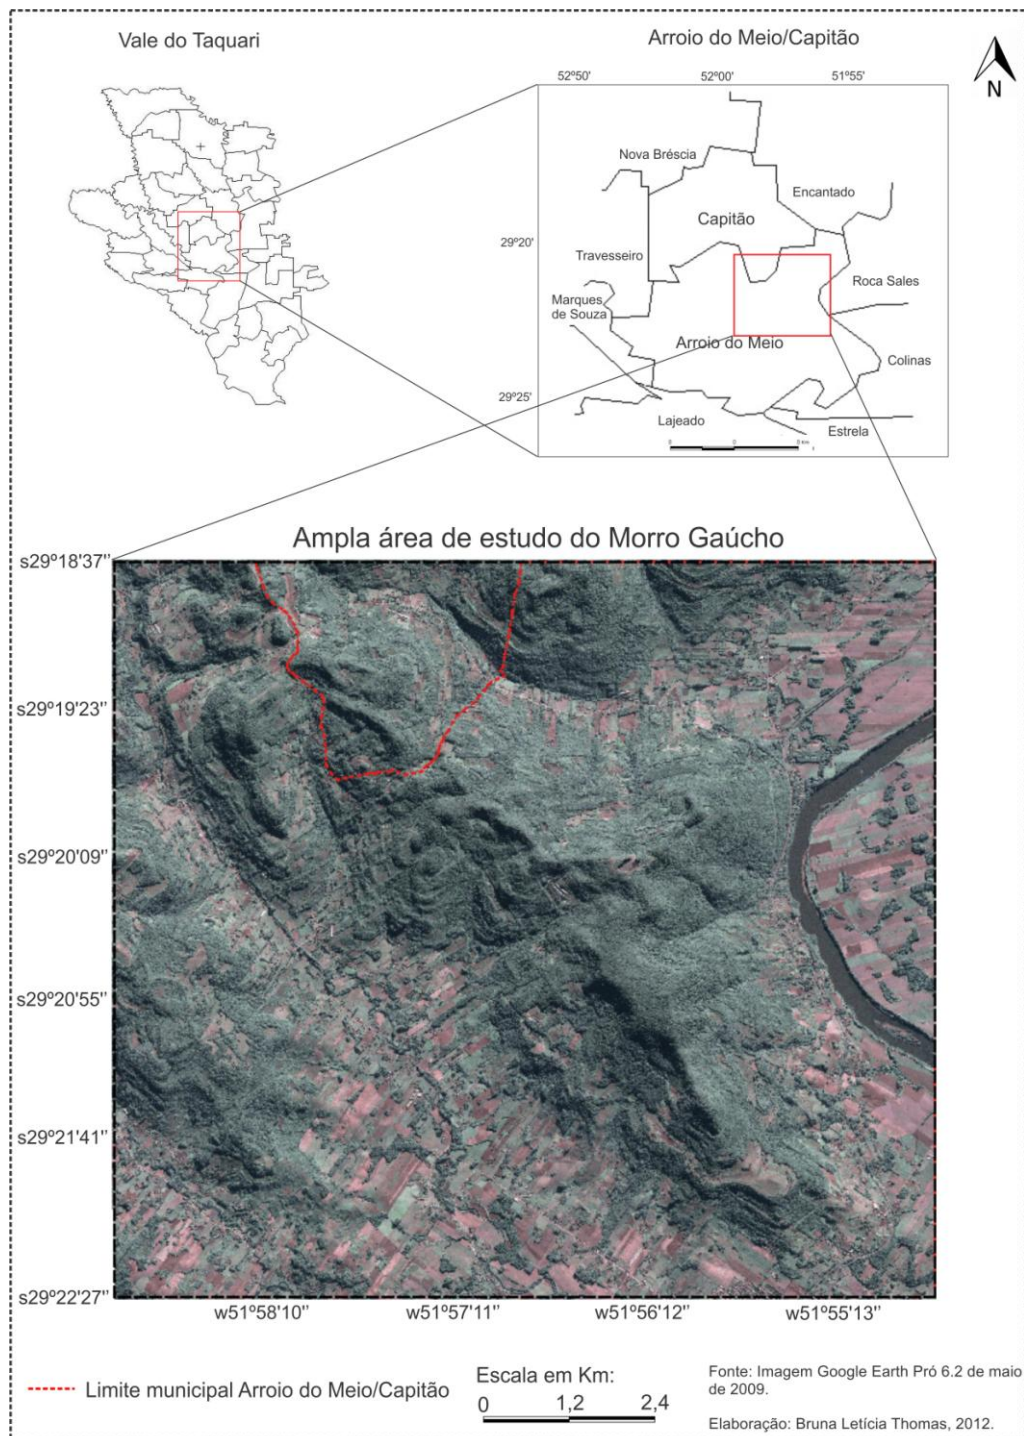 Vale do Taquari
Arroio do Meio/Capitão
N
52º50'
52º00'
51º55'
29º20'
29º25'
Nova Bréscia
Encantado
Capitão
Travesseiro
Roca Sales
Marques
de Souza
Arroio do Meio
Colinas
Lajeado
Estrela
Ampla área de estudo do Morro Gaúcho
s29º18'37"
s29º19'23"
s29º20'09"
s29º20'55"
s29º21'41"
s29º22'27"
w51º58'10"
w51º57'11"
w51º56'12"
w51º55'13"
Limite municipal Arroio do Meio/Capitão
Escala em Km:
0 1,2 2,4
Fonte: Imagem Google Earth Pró 6.2 de maio
de 2009.
Elaboração: Bruna Letícia Thomas, 2012.